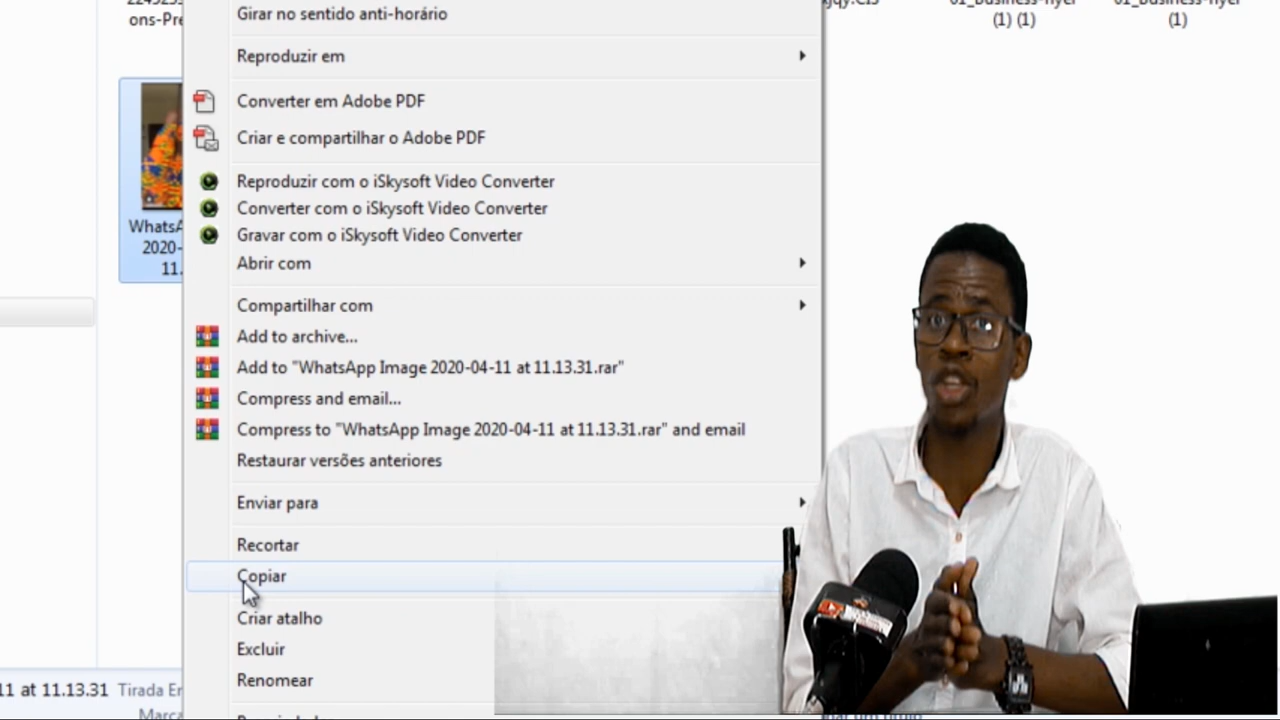 (1) (1)
(1)
Girar no sentido anti-horário
Reproduzir em
Converter em Adobe PDF
Criar e compartilhar o Adobe PDF
Reproduzir com o iSkysoft Video Converter
Converter com o iSkysoft Video Converter
Gravar com o iSkysoft Video Converter
Abrir com
Compartilhar com
Add to archive...
Add to "WhatsApp Image 2020-04-11 at 11.13.31.rar"
Compress and email...
Compress to "WhatsApp Image 2020-04-11 at 11.13.31.rar" and email
Restaurar versões anteriores
Enviar para
Recortar
Copiar
Criar atalho
Excluir
Renomear
2020-
11.
at 11.13.31 Tirada